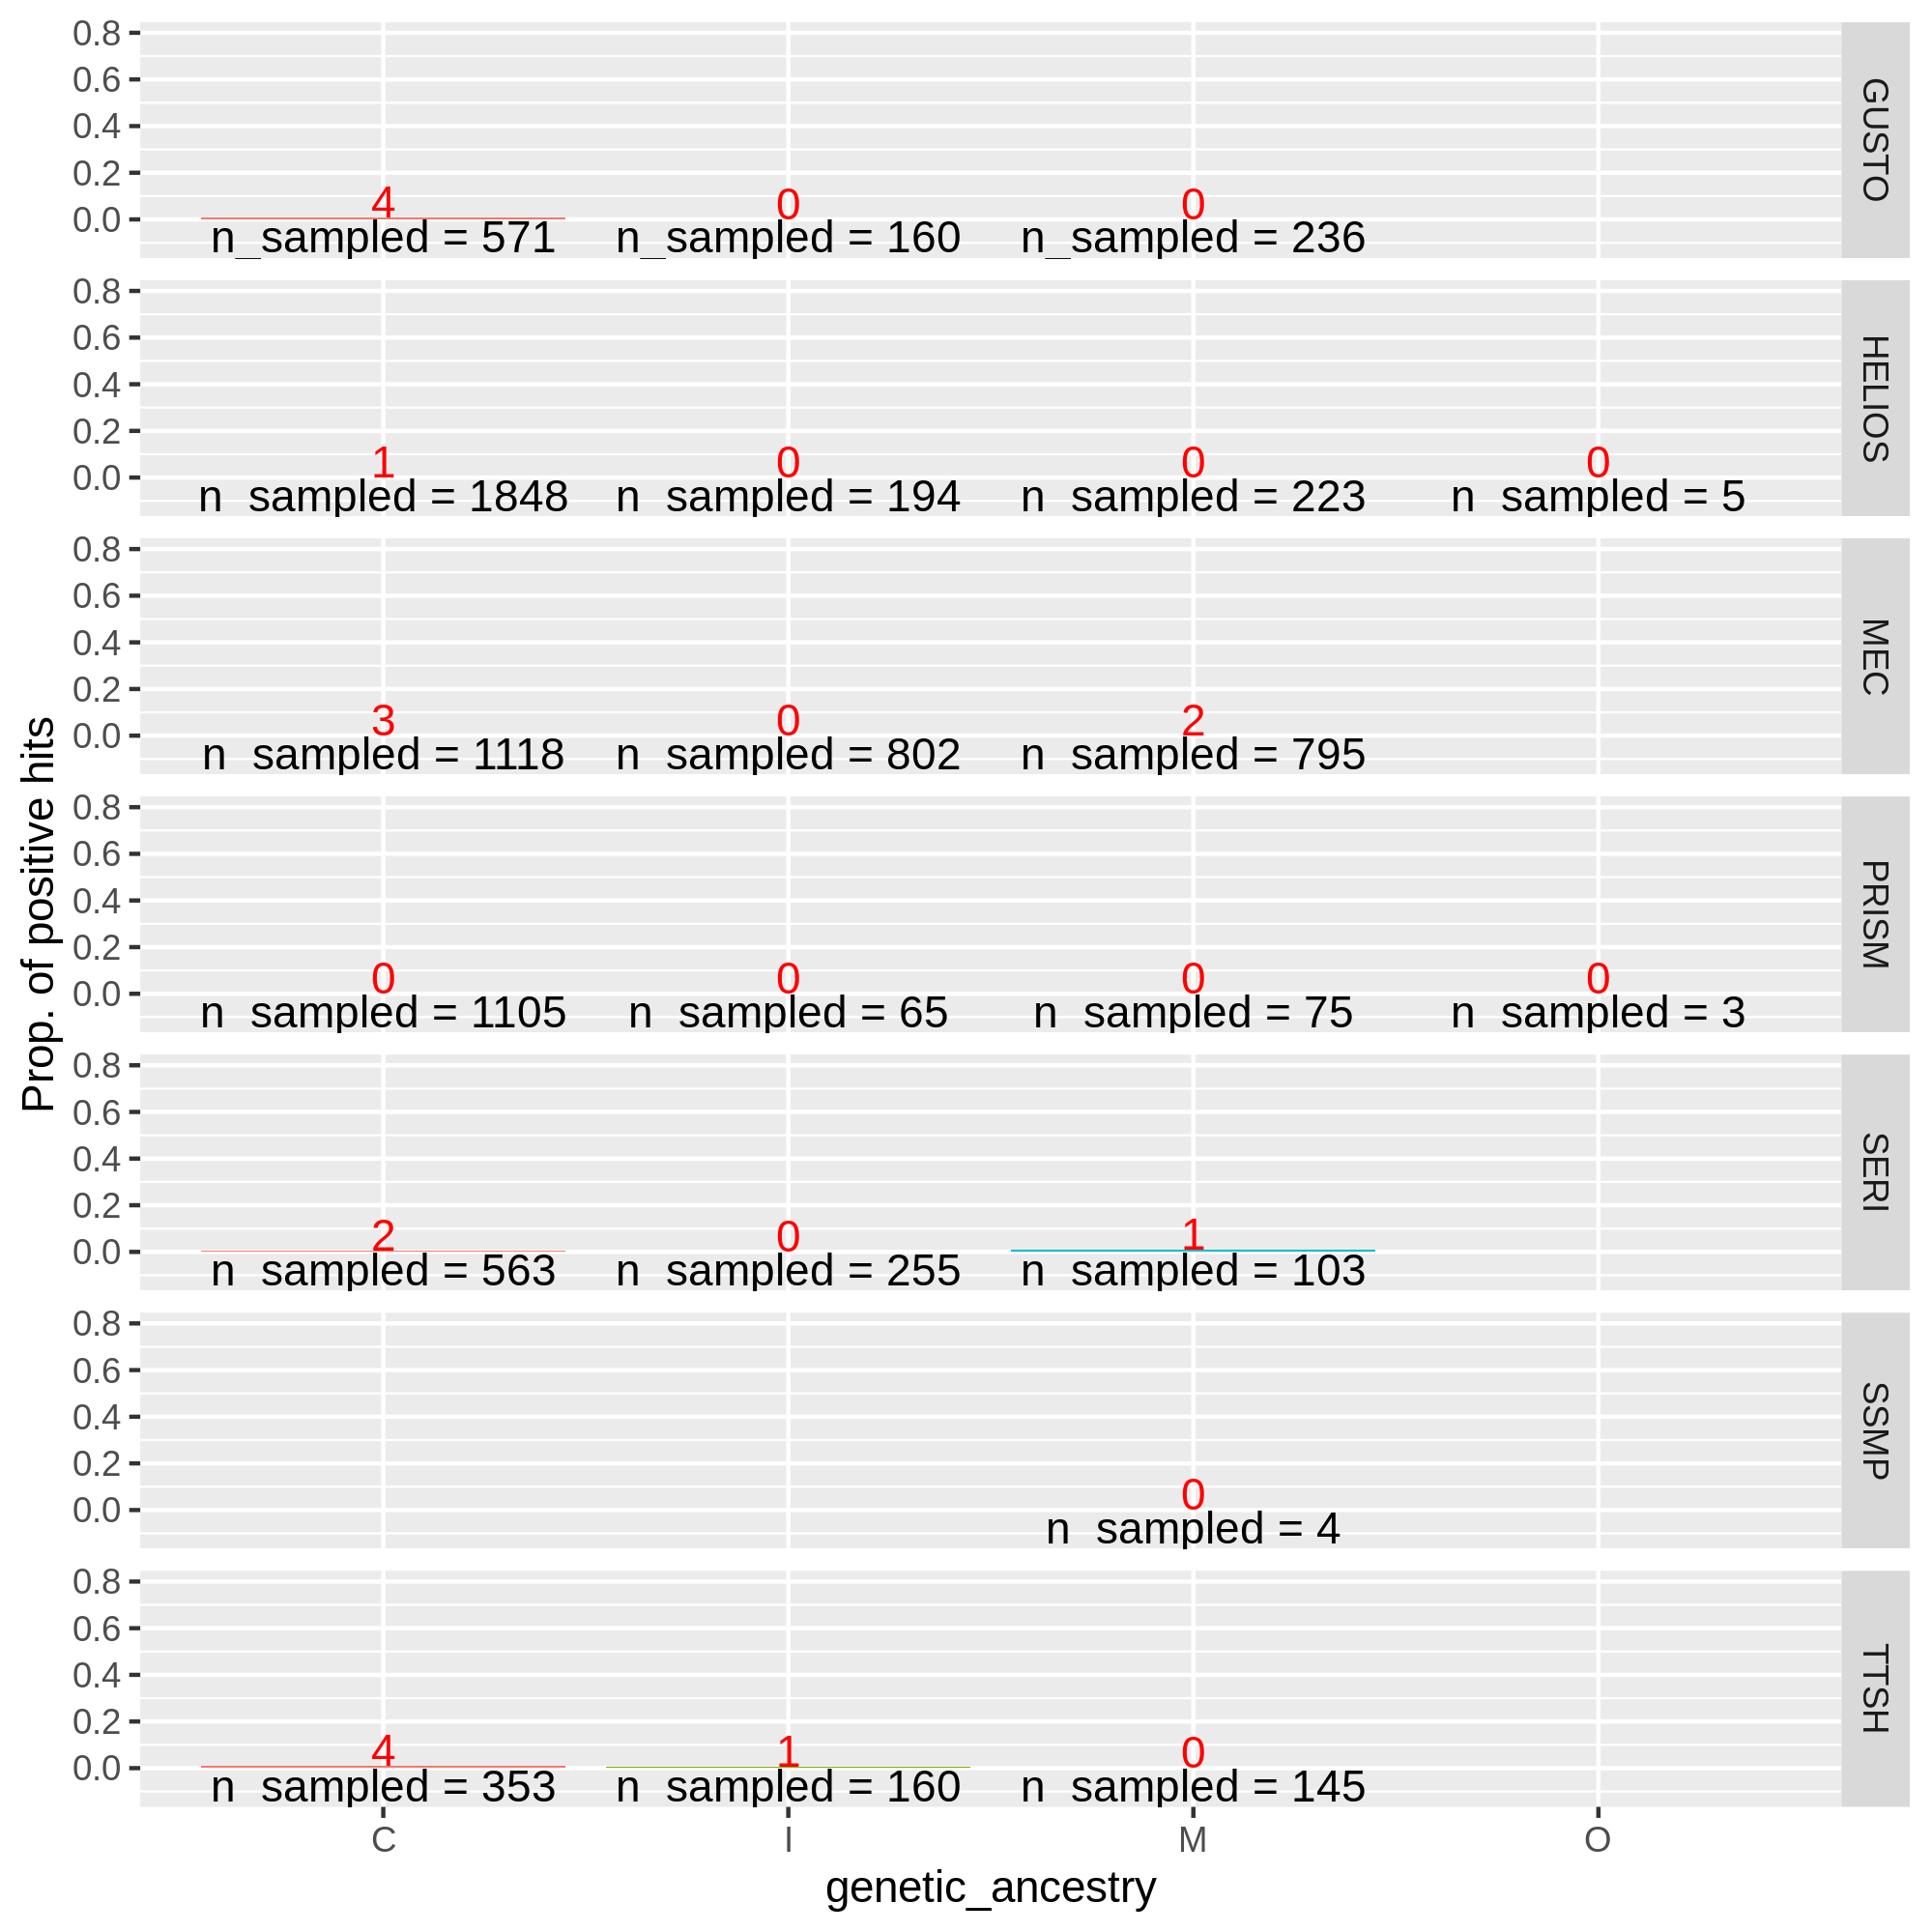 Prop. of positive hits
0.8
0.6
0.4
0.2
0.0
4 0 0
n_sampled = 571 n_sampled = 160 n_sampled = 236
GUSTO
0.8
0.6
0.4
0.2
0.0
1 0 0 0
n_sampled = 1848 n_sampled = 194 n_sampled = 223 n_sampled = 5
HELIOS
0.8
0.6
0.4
0.2
0.0
3 0 2
n_sampled = 1118 n_sampled = 802 n_sampled = 795
MEC
0.8
0.6
0.4
0.2
0.0
0 0 0 0
n_sampled = 1105 n_sampled = 65 n_sampled = 75 n_sampled = 3
PRISM
0.8
0.6
0.4
0.2
0.0
2 0 1
n_sampled = 563 n_sampled = 255 n_sampled = 103
SERI
0.8
0.6
0.4
0.2
0.0
0
n_sampled = 4
SSMP
0.8
0.6
0.4
0.2
0.0
4 1 0
n_sampled = 353 n_sampled = 160 n_sampled = 145
TTSH
C I M O
genetic_ancestry